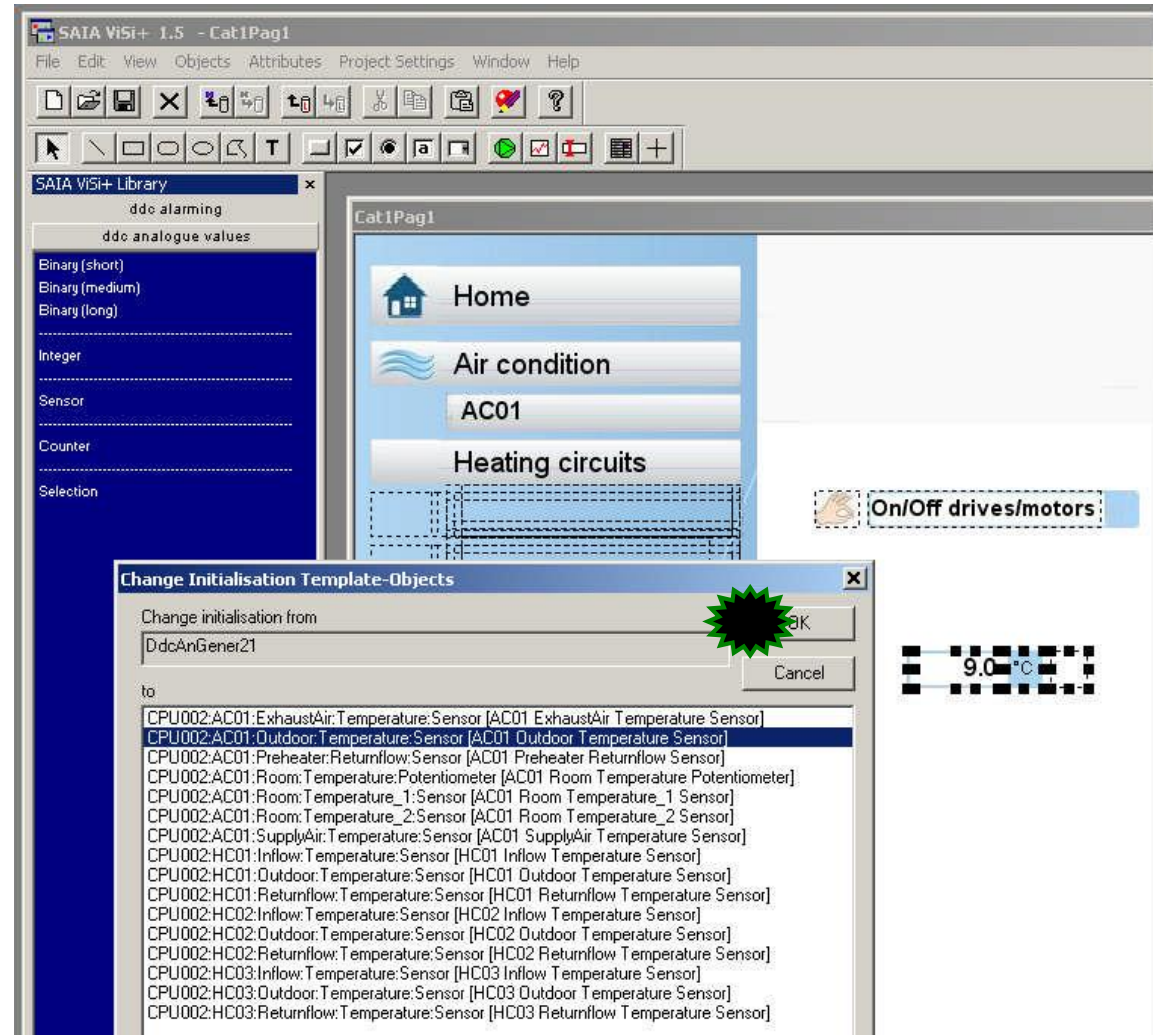 SAIA ViSi+ 1.5 - Cat1Pag1
File Edit View Objects Attributes Project Settings Window Help
T
a
SAIA ViSi+ Library
ddc alarming
ddc analogue values
Binary (short)
Binary (medium)
Binary (long)
Integer
Sensor
Counter
Selection
Cat1Pag1
Home
Air condition
AC01
Heating circuits
On/Off drives/motors
9.0 °C
Change Initialisation Template-Objects
Change initialisation from
DdcAnGener21
Cancel
to
CPU002:AC01:ExhaustAir:Temperature:Sensor [AC01 ExhaustAir Temperature Sensor]
CPU002:AC01:Outdoor:Temperature:Sensor [AC01 Outdoor Temperature Sensor]
CPU002:AC01:Preheater:Returnflow:Sensor [AC01 Preheater Returnflow Sensor]
CPU002:AC01:Room:Temperature:Potentiometer [AC01 Room Temperature Potentiometer]
CPU002:AC01:Room:Temperature_1:Sensor [AC01 Room Temperature_1 Sensor]
CPU002:AC01:Room:Temperature_2:Sensor [AC01 Room Temperature_2 Sensor]
CPU002:AC01:SupplyAir:Temperature:Sensor [AC01 SupplyAir Temperature Sensor]
CPU002:HC01:Inflow:Temperature:Sensor [HC01 Inflow Temperature Sensor]
CPU002:HC01:Outdoor:Temperature:Sensor [HC01 Outdoor Temperature Sensor]
CPU002:HC01:Returnflow:Temperature:Sensor [HC01 Returnflow Temperature Sensor]
CPU002:HC02:Inflow:Temperature:Sensor [HC02 Inflow Temperature Sensor]
CPU002:HC02:Outdoor:Temperature:Sensor [HC02 Outdoor Temperature Sensor]
CPU002:HC02:Returnflow:Temperature:Sensor [HC02 Returnflow Temperature Sensor]
CPU002:HC03:Inflow:Temperature:Sensor [HC03 Inflow Temperature Sensor]
CPU002:HC03:Outdoor:Temperature:Sensor [HC03 Outdoor Temperature Sensor]
CPU002:HC03:Returnflow:Temperature:Sensor [HC03 Returnflow Temperature Sensor]